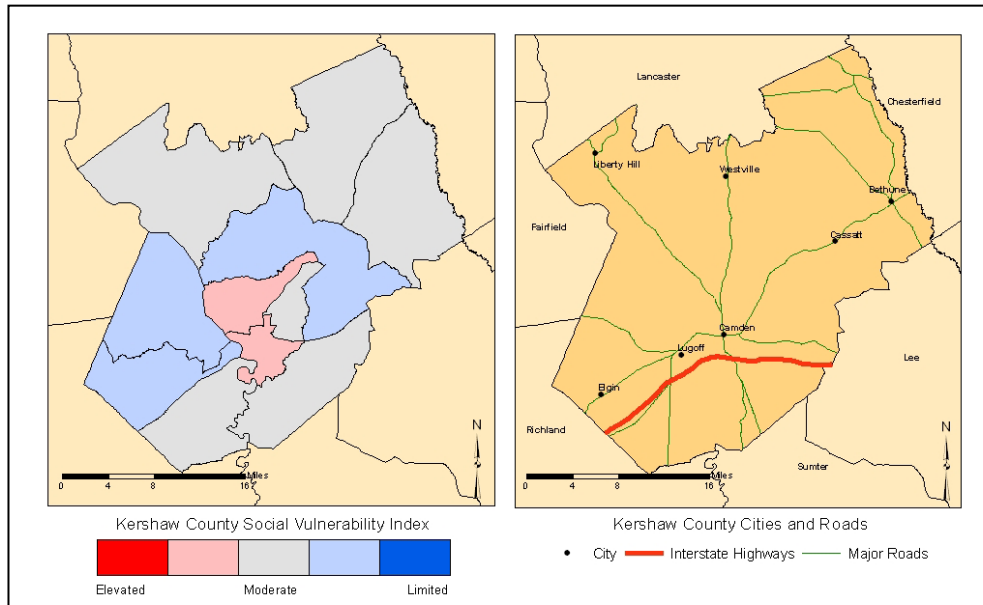 N
Miles
0 4 8 16
Kershaw County Social Vulnerability Index
Elevated Moderate Limited
Lancaster
Chesterfield
Liberty Hill
Westville
Bethune
Fairfield
Cassatt
Camden
Lugoff
Lee
Elgin
Richland
N
Sumter
Miles
0 4 8 16
Kershaw County Cities and Roads
City Interstate Highways Major Roads